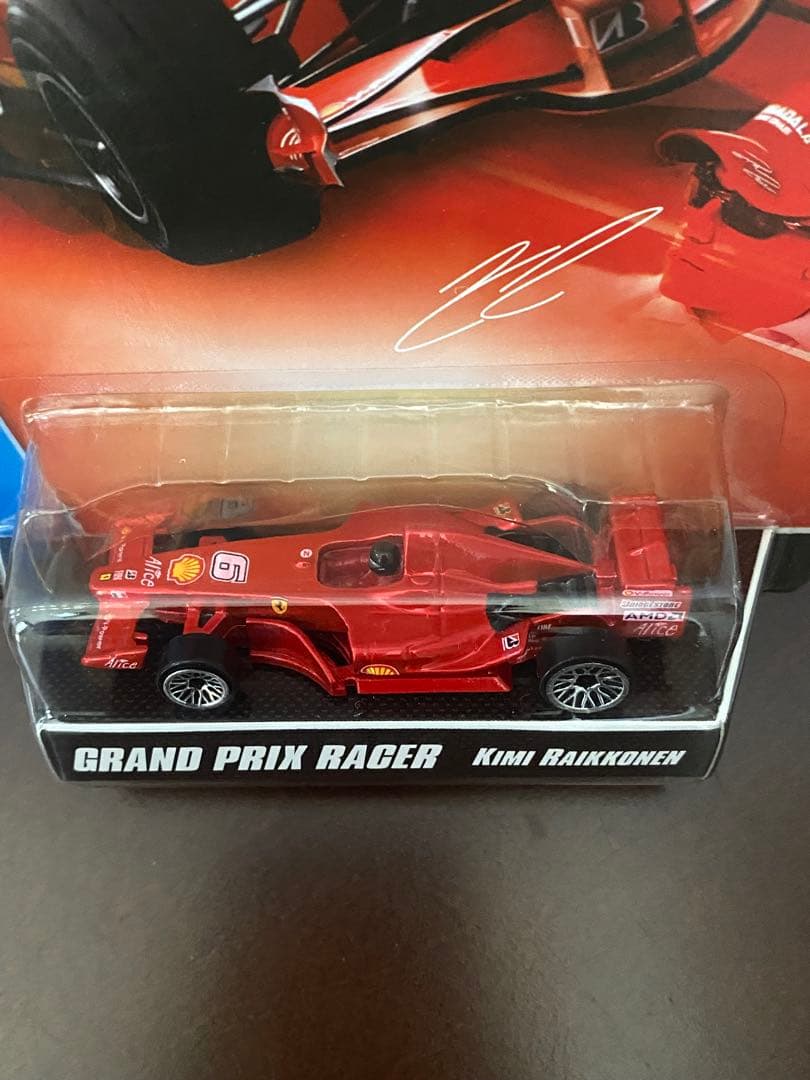 6
Alice
AMD
BRIDGESTONE
Alice
Alice
GRAND PRIX RACER KIMI RAIKKONEN